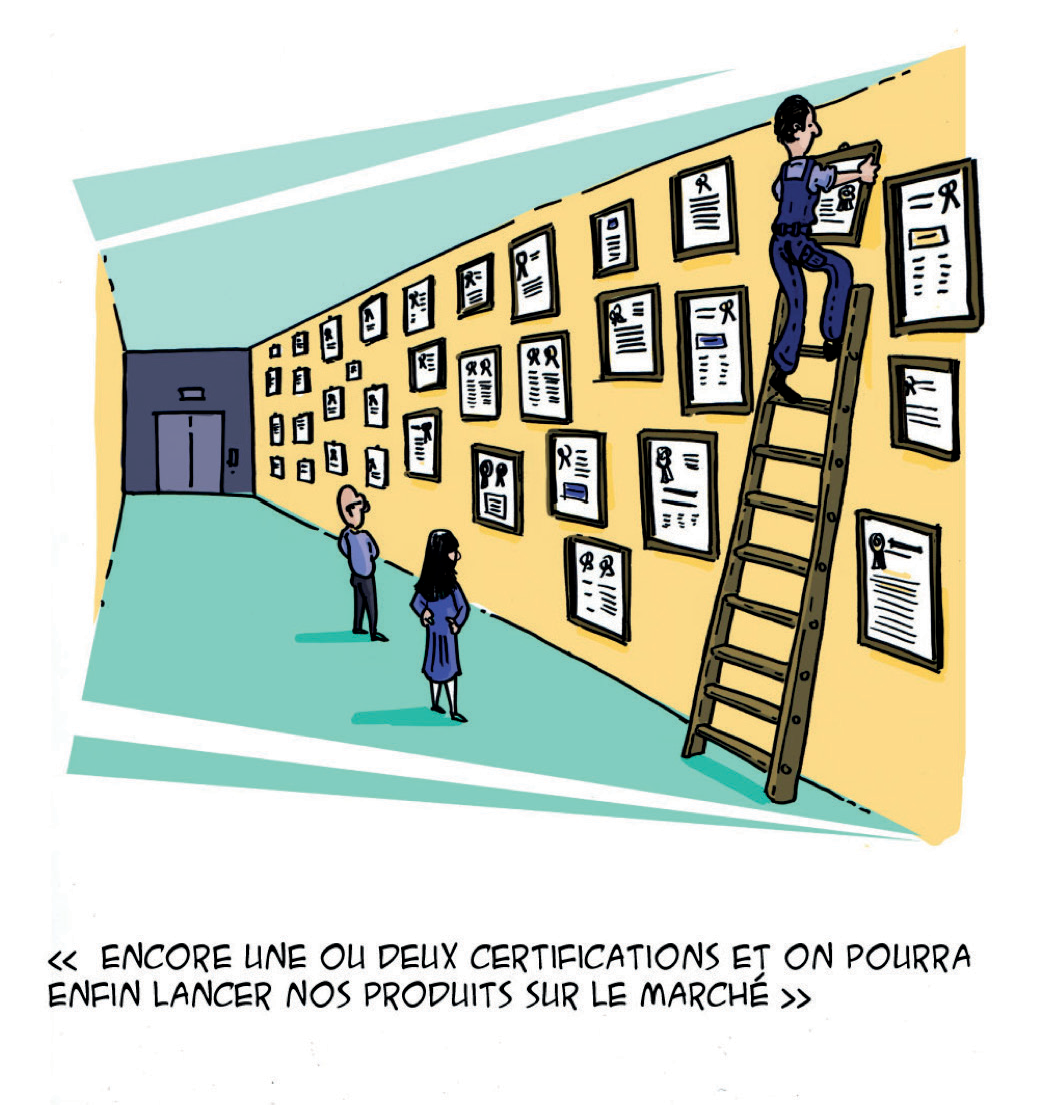 << ENCORE UNE OU DEUX CERTIFICATIONS ET ON POURRA
ENFIN LANCER NOS PRODUITS SUR LE MARCHÉ >>